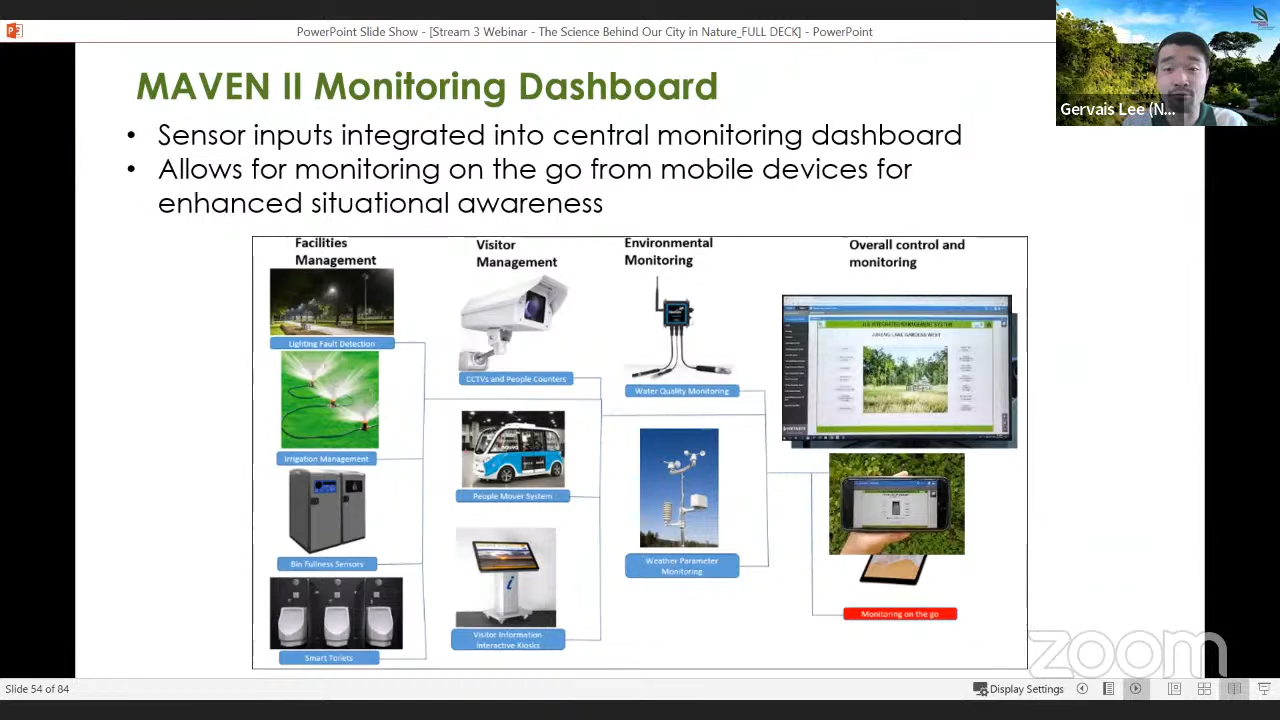 PowerPoint Slide Show - [Stream 3 Webinar - The Science Behind Our City in Nature_FULL DECK] - PowerPoint
Gervais Lee (N...
MAVEN II Monitoring Dashboard
• Sensor inputs integrated into central monitoring dashboard
• Allows for monitoring on the go from mobile devices for
enhanced situational awareness
Facilities
Management
Lighting Fault Detection
Irrigation Management
Bin Fullness Sensors
Smart Toilets
Visitor
Management
CCTVs and People Counters
People Mover System
Visitor Information
Interactive Kiosks
Environmental
Monitoring
Water Quality Monitoring
Weather Parameter
Monitoring
Overall control and
monitoring
JURONG LAKE GARDENS WEST
Monitoring on the go
zoom
Slide 54 of 84
Display Settings